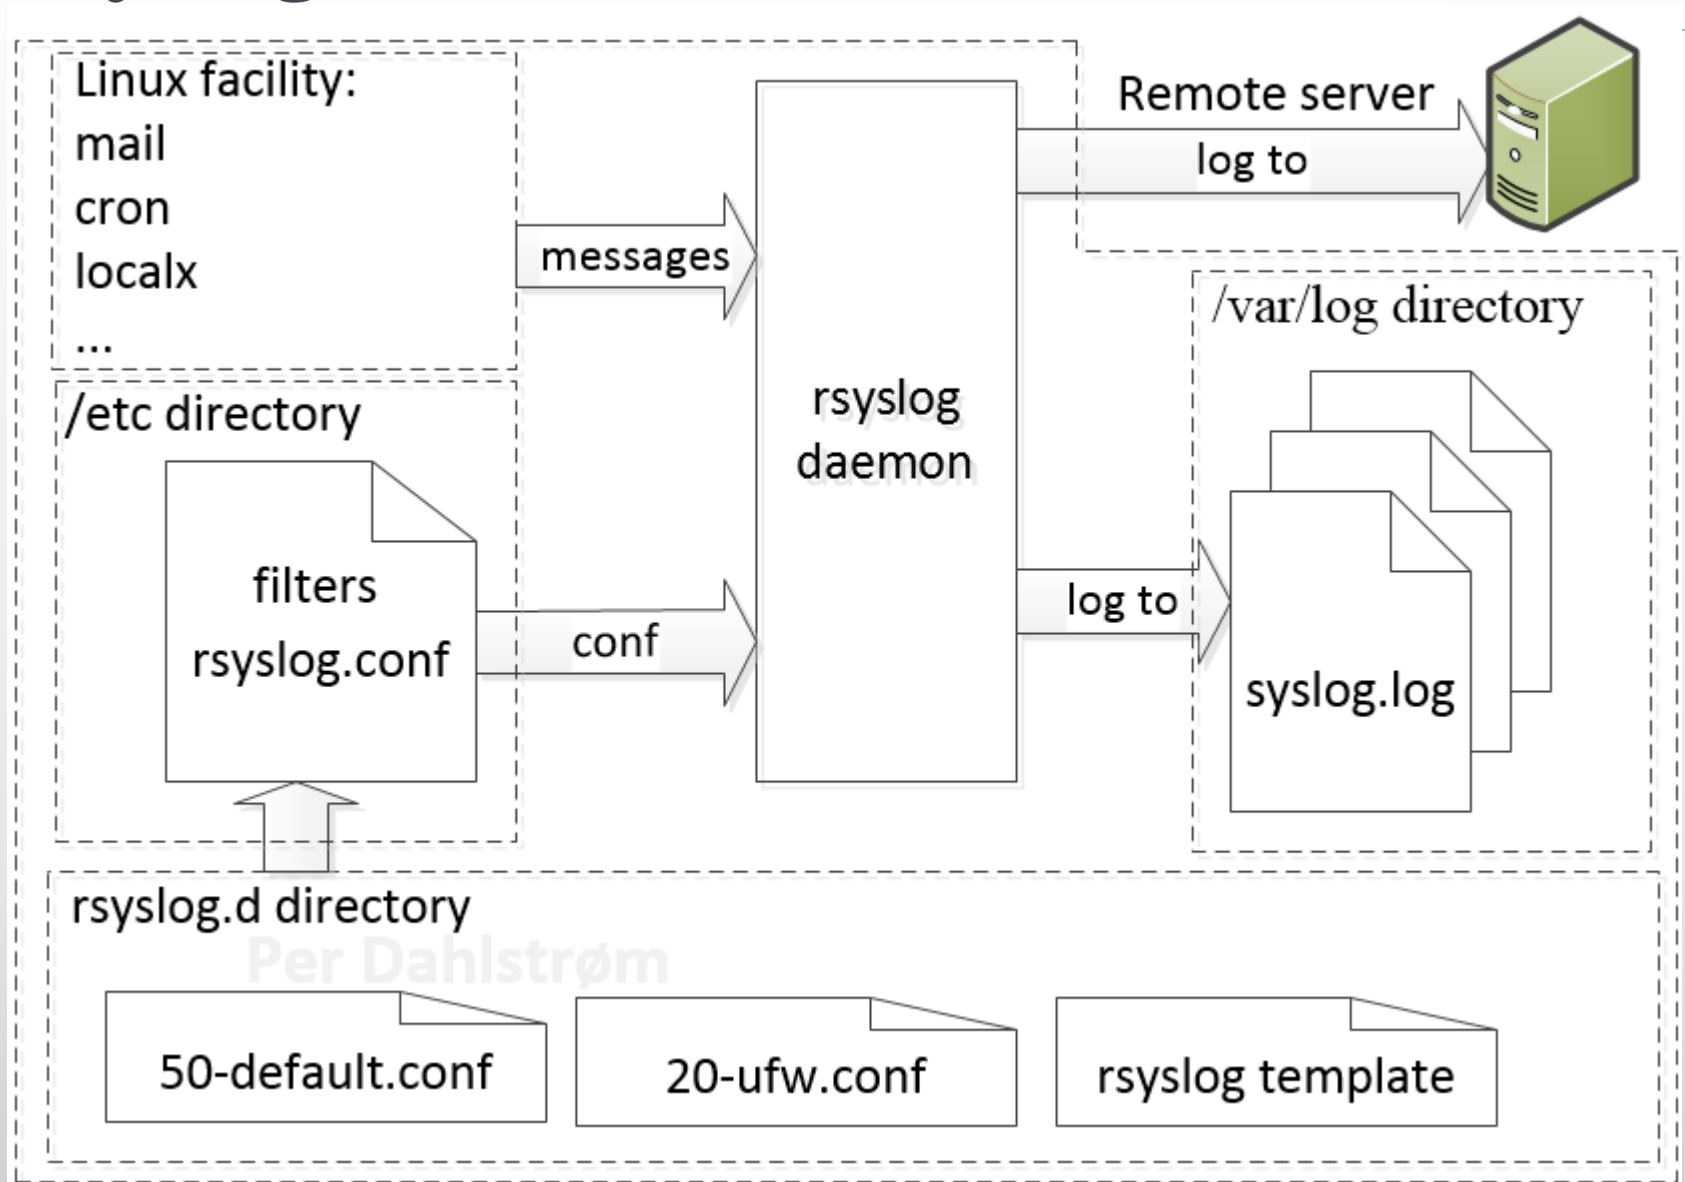 Linux facility:
mail
cron
localx
...
messages
rsyslog
daemon
Remote server
log to
/var/log directory
syslog.log
log to
/etc directory
filters
rsyslog.conf
conf
rsyslog.d directory
Per Dahlstrøm
50-default.conf
20-ufw.conf
rsyslog template